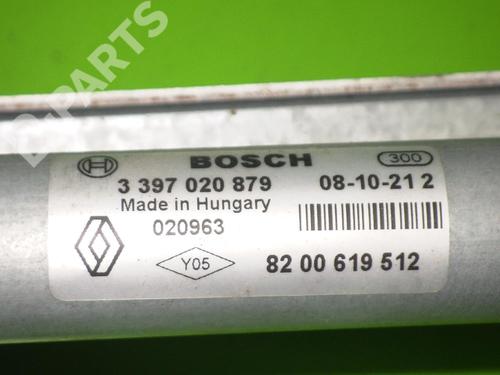 B-PARTS
BOSCH
300
3 397 020 879
08-10-21 2
Made in Hungary
020963
Y05
82 00 619 512